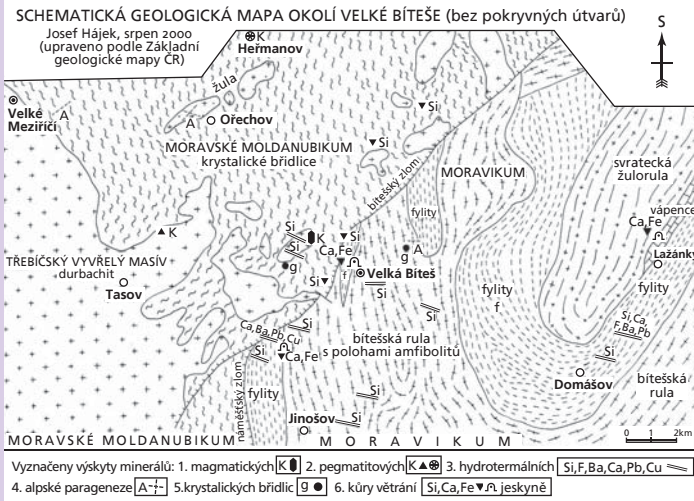 SCHEMATICKÁ GEOLOGICKÁ MAPA OKOLÍ VELKÉ BÍTEŠE (bez pokryvných útvarů)
Josef Hájek, srpen 2000
(upraveno podle Základní
geologické mapy ČR)
S
K
Heřmanov
žula
Velké
Meziříčí
A
A
Ořechov
Si
MORAVSKÉ MOLDANUBIKUM
krystalické břidlice
Si
MORAVIKUM
svratecká
žulorula
bítešský zlom
fylity
vápence
Ca,Fe
Lažánky
K
Si
Si
K
Si
Ca,Fe
g
A
TŘEBÍČSKÝ VYVŘELÝ MASÍV
durbachit
g
f
Velká Bíteš
Tasov
Si
Si
fylity
f
fylity
Si
Ca,Ba,Pb,Cu
Si
Si
Ca,Fe
bítešská rula
s polohami amfibolitů
Si,Ca,
F,Ba,Pb
Si
Domášov
bítešská
rula
náměšťský zlom
fylity
Si
Jinošov
Si
MORAVSKÉ MOLDANUBIKUM
MORAVIKUM
0 1 2km
Vyznačeny výskyty minerálů: 1. magmatických K 2. pegmatitových K 3. hydrotermálních Si,F,Ba,Ca,Pb,Cu
4. alpské parageneze A 5.krystalických břidlic g 6. kůry větrání Si,Ca,Fe jeskyně